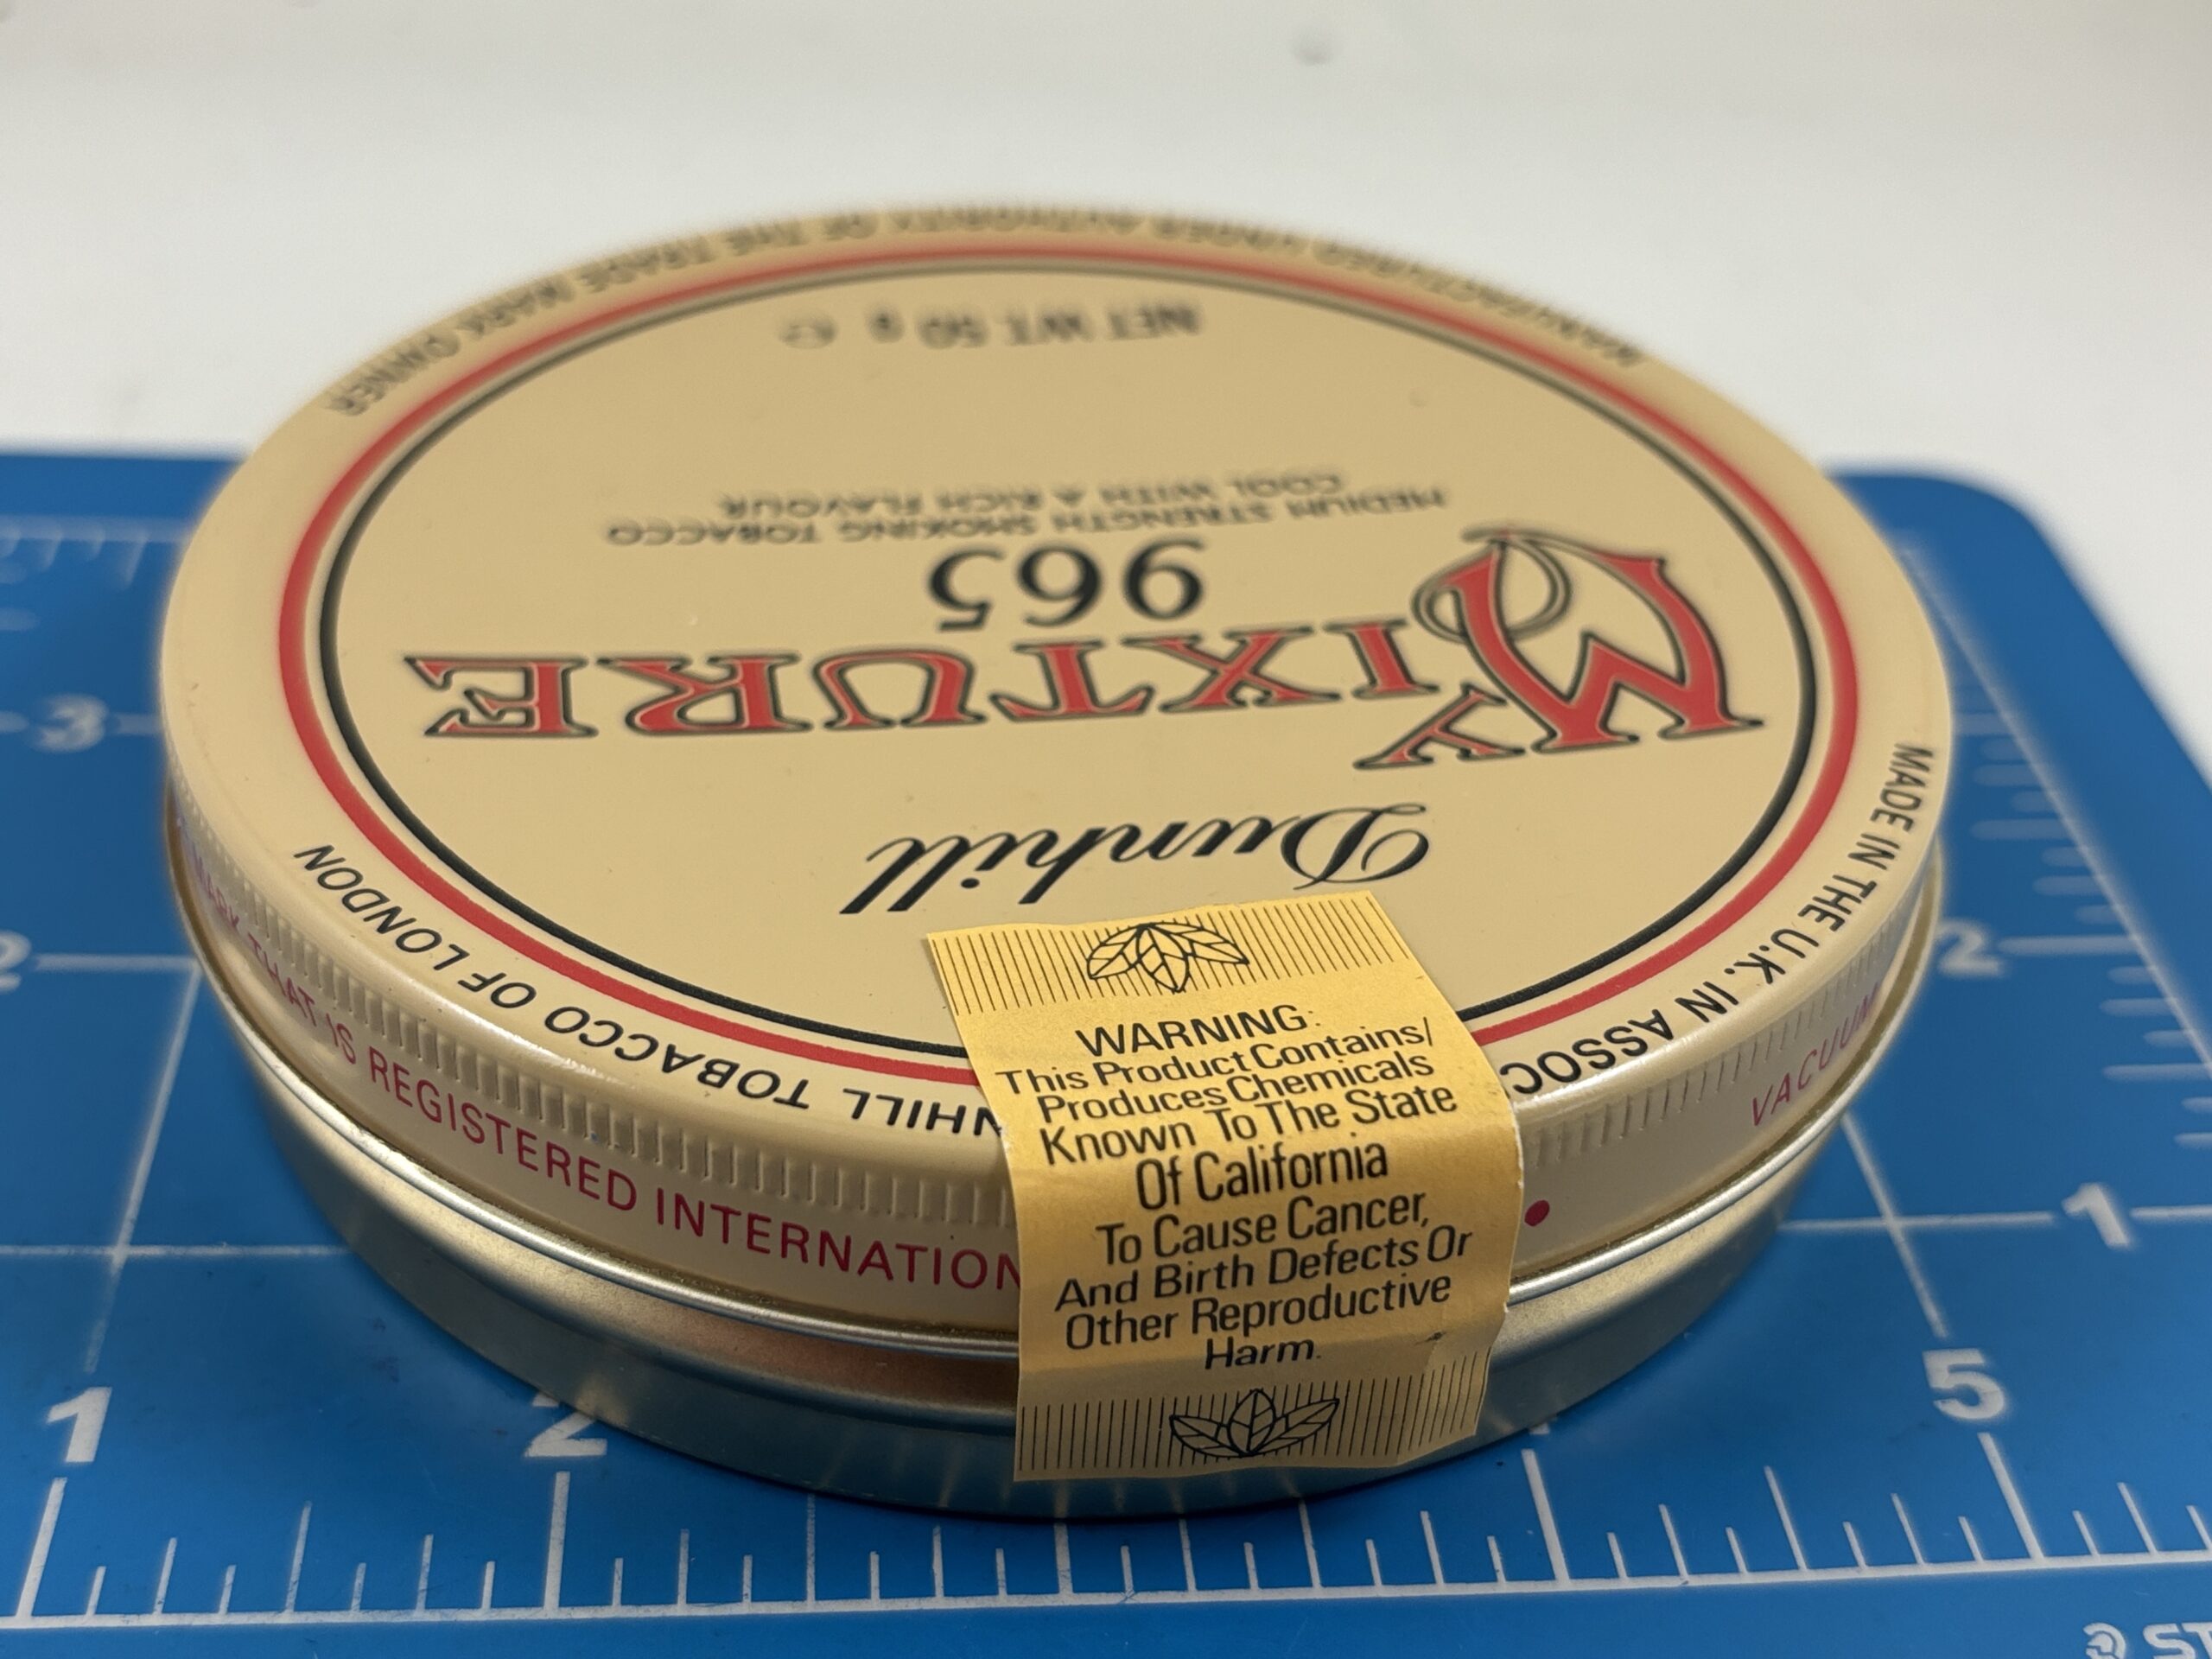 Dunhill
MY MIXTURE
965
MEDIUM STRENGTH SMOKING TOBACCO
COOL WITH A RICH FLAVOUR
NET WT. 50 g e
MADE IN THE U.K. IN ASSOC
NHILL TOBACCO OF LONDON
MANUFACTURED UNDER AUTHORITY OF THE TRADE MARK OWNER
MARK THAT IS REGISTERED INTERNATION
• VACUUM
WARNING:
This Product Contains/
Produces Chemicals
Known To The State
Of California
To Cause Cancer,
And Birth Defects Or
Other Reproductive
Harm.
3
2
2
1
1
2
5
ST